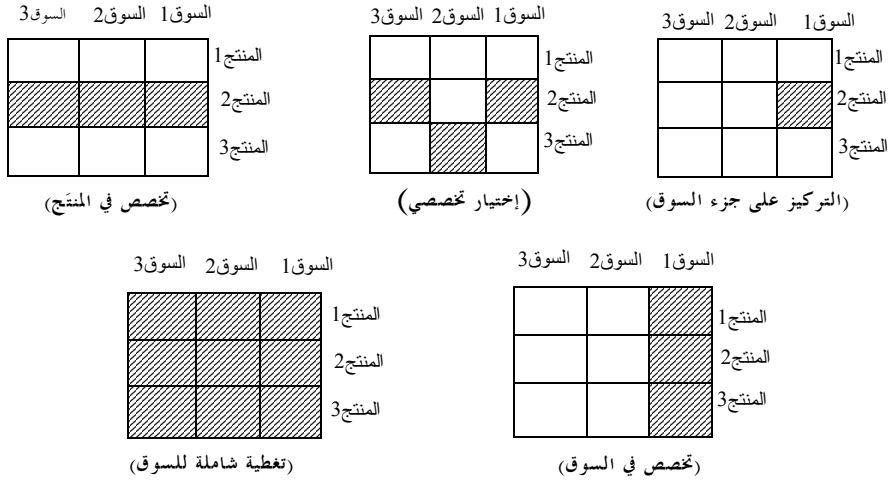 السوق1 السوق2 السوق3
المنتج1
المنتج2
المنتج3
(التركيز على جزء السوق)
السوق1 السوق2 السوق3
المنتج1
المنتج2
المنتج3
(إختيار تخصصي)
السوق1 السوق2 السوق3
المنتج1
المنتج2
المنتج3
(تخصص في المنتَج)
السوق1 السوق2 السوق3
المنتج1
المنتج2
المنتج3
(تخصص في السوق)
السوق1 السوق2 السوق3
المنتج1
المنتج2
المنتج3
(تغطية شاملة للسوق)